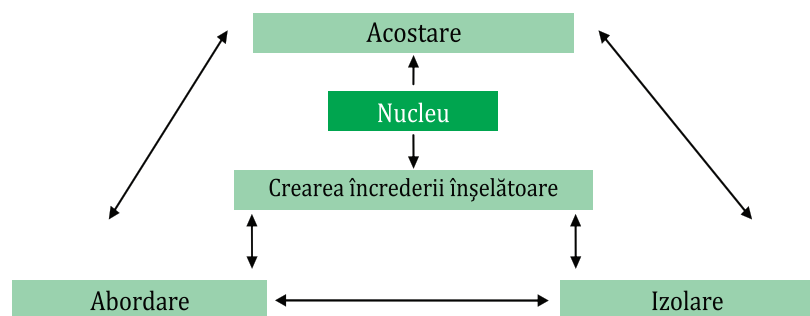 Acostare
Nucleu
Crearea încrederii înșelătoare
Abordare
Izolare